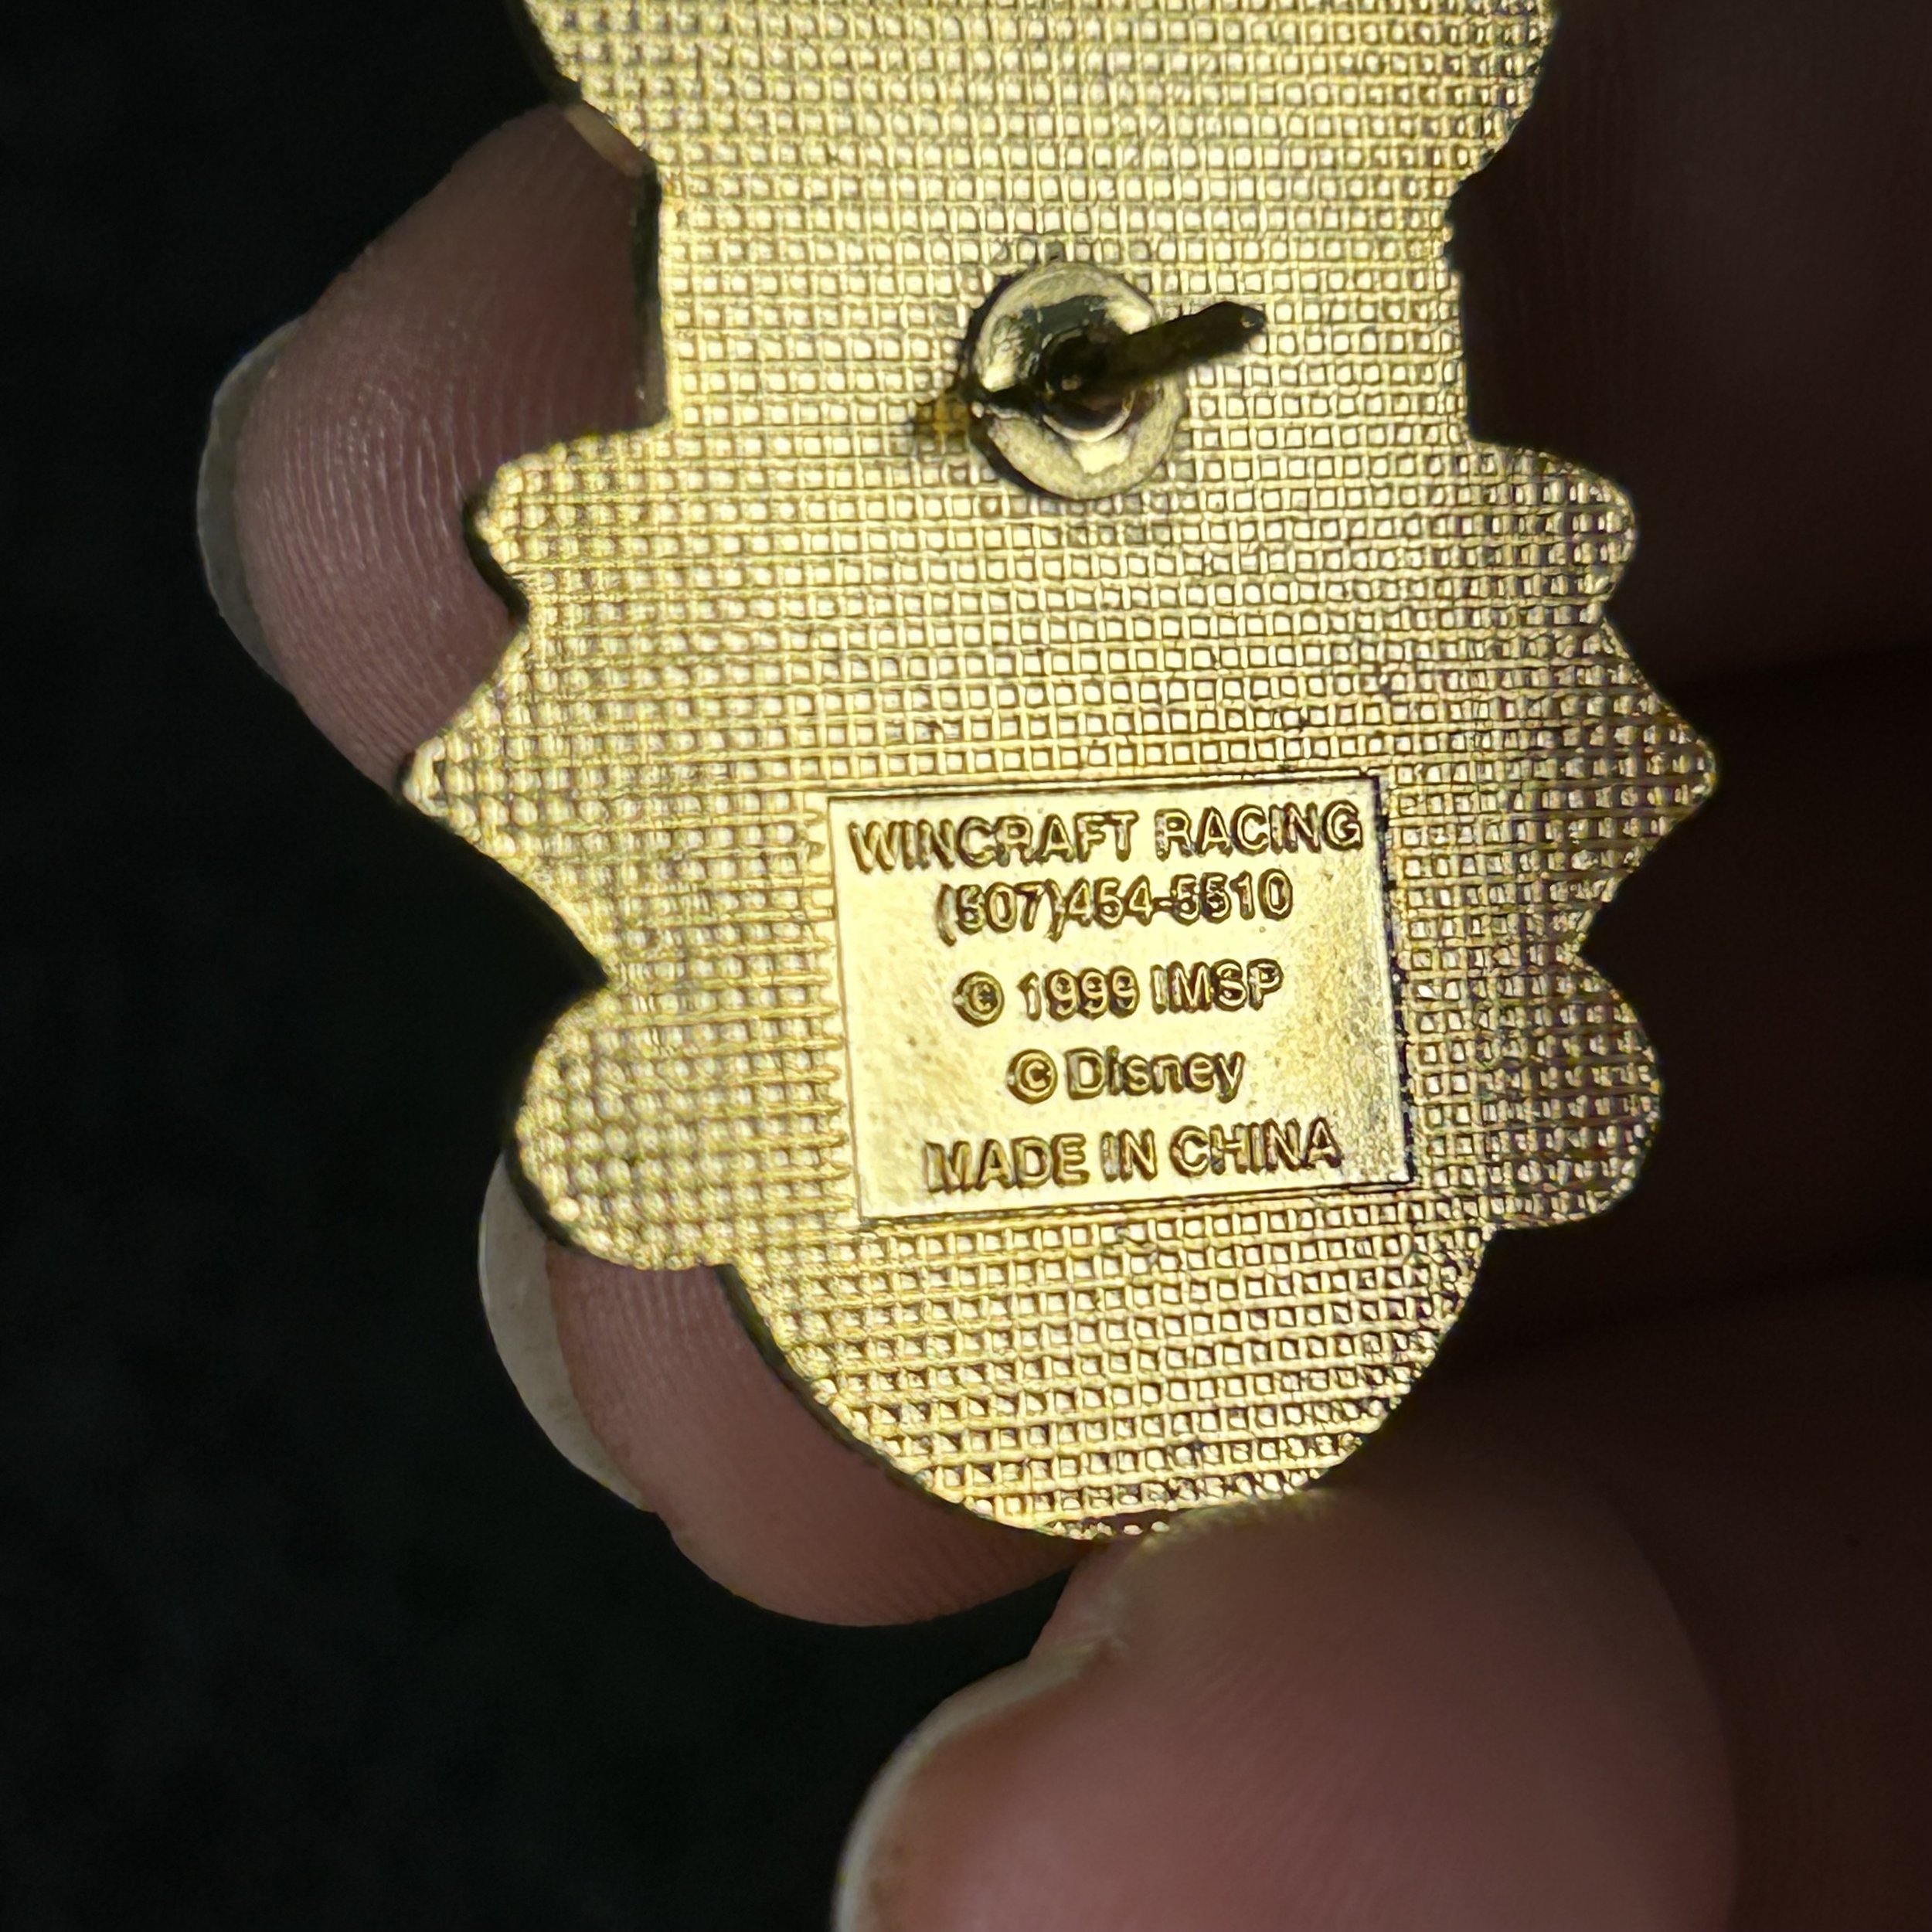 WINCRAFT RACING
(507)454-5510
© 1999 IMSP
© Disney
MADE IN CHINA